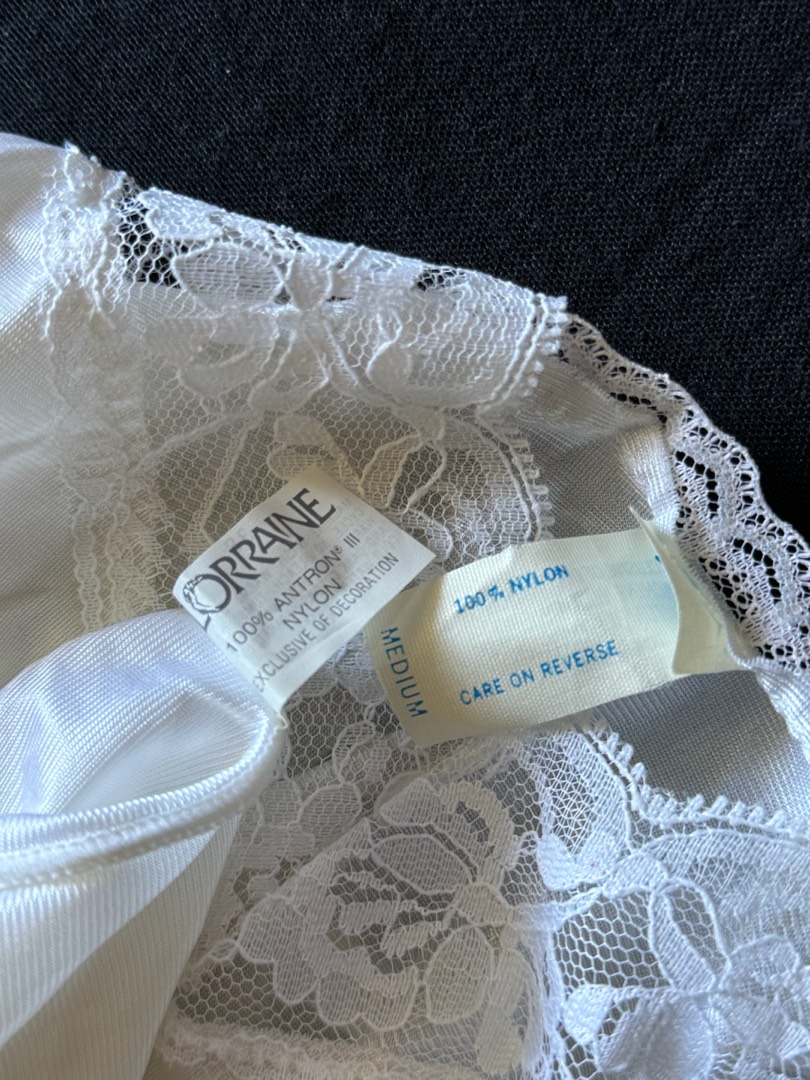 LORRAINE
100% ANTRON® III
NYLON
EXCLUSIVE OF DECORATION
100% NYLON
MEDIUM
CARE ON REVERSE